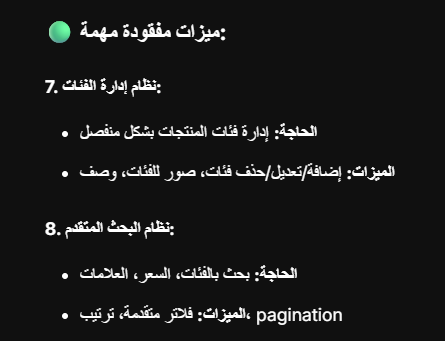 🟢 ميزات مفقودة مهمة:
7. نظام إدارة الفئات:
• الحاجة: إدارة فئات المنتجات بشكل منفصل
• الميزات: إضافة/تعديل/حذف فئات، صور للفئات، وصف
8. نظام البحث المتقدم:
• الحاجة: بحث بالفئات، السعر، العلامات
• الميزات: فلاتر متقدمة، ترتيب، pagination